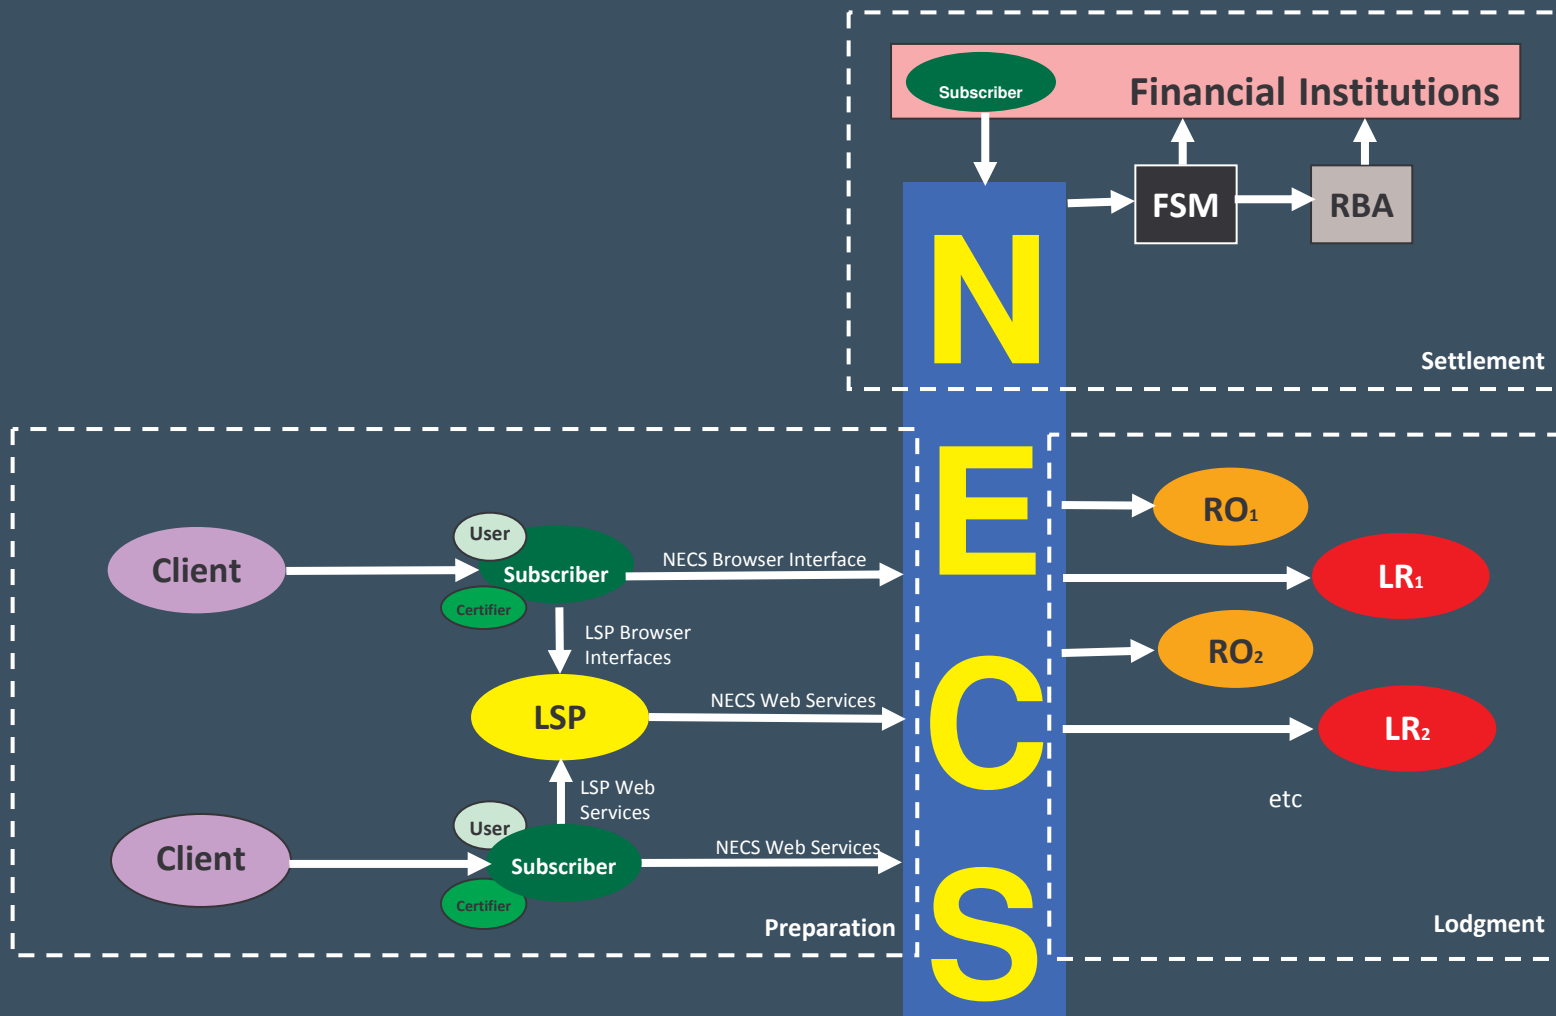 Subscriber
Financial Institutions
FSM
RBA
Settlement
N
E
C
S
Client
User
Subscriber
Certifier
NECS Browser Interface
LSP Browser
Interfaces
LSP
NECS Web Services
LSP Web
Services
Client
User
Subscriber
Certifier
NECS Web Services
Preparation
RO₁
LR₁
RO₂
LR₂
etc
Lodgment